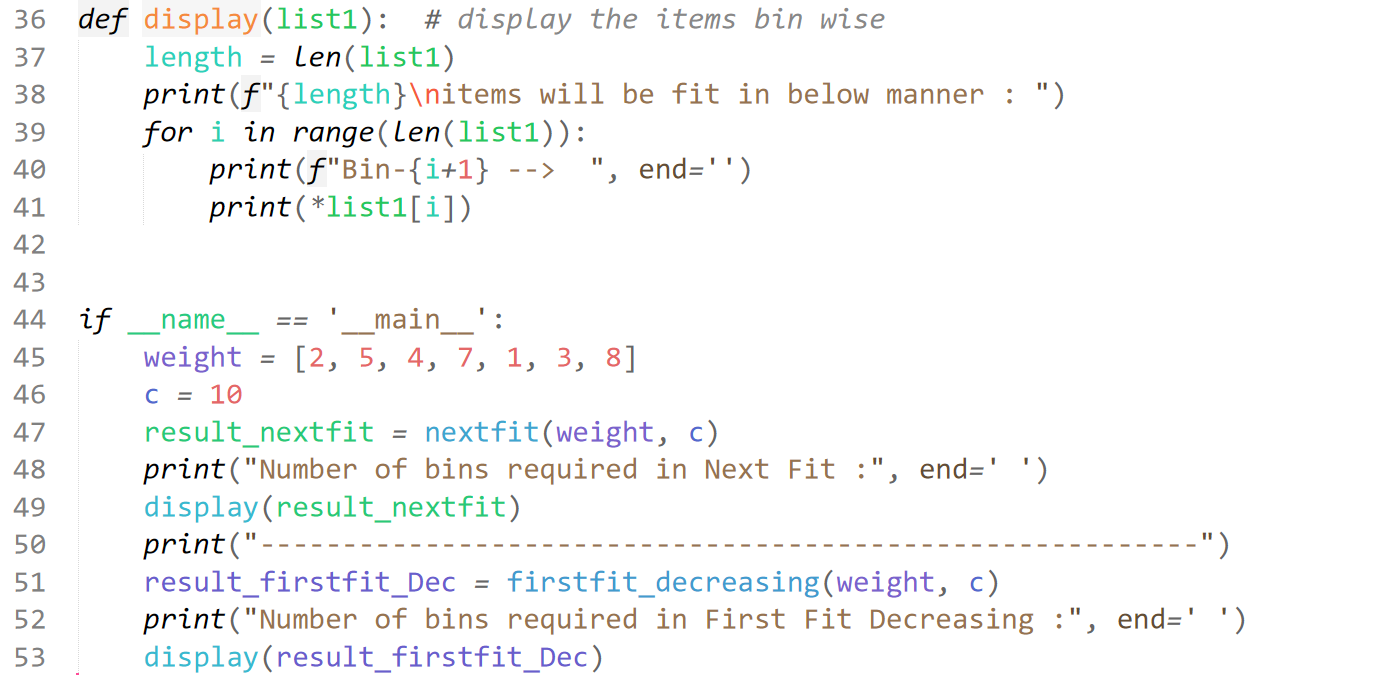 36 def display(list1):  # display the items bin wise
37     length = len(list1)
38     print(f"{length}\nitems will be fit in below manner : ")
39     for i in range(len(list1)):
40         print(f"Bin-{i+1} -->  ", end='')
41         print(*list1[i])
42
43
44 if __name__ == '__main__':
45     weight = [2, 5, 4, 7, 1, 3, 8]
46     c = 10
47     result_nextfit = nextfit(weight, c)
48     print("Number of bins required in Next Fit :", end=' ')
49     display(result_nextfit)
50     print("---------------------------------------------------------")
51     result_firstfit_Dec = firstfit_decreasing(weight, c)
52     print("Number of bins required in First Fit Decreasing :", end=' ')
53     display(result_firstfit_Dec)